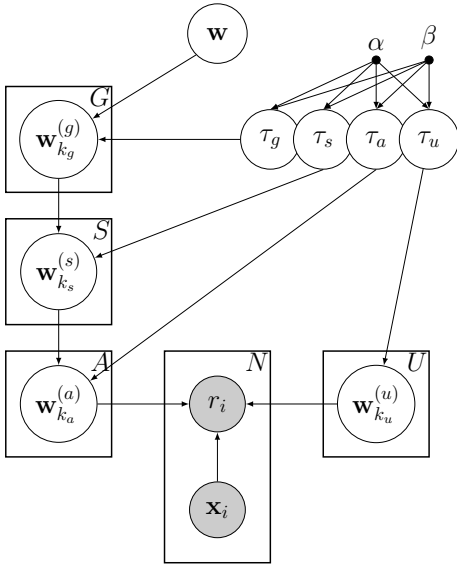 w
α β
G
w_{k_g}^{(g)} τ_g τ_s τ_a τ_u
S
w_{k_s}^{(s)}
A N U
w_{k_a}^{(a)} r_i w_{k_u}^{(u)}
x_i